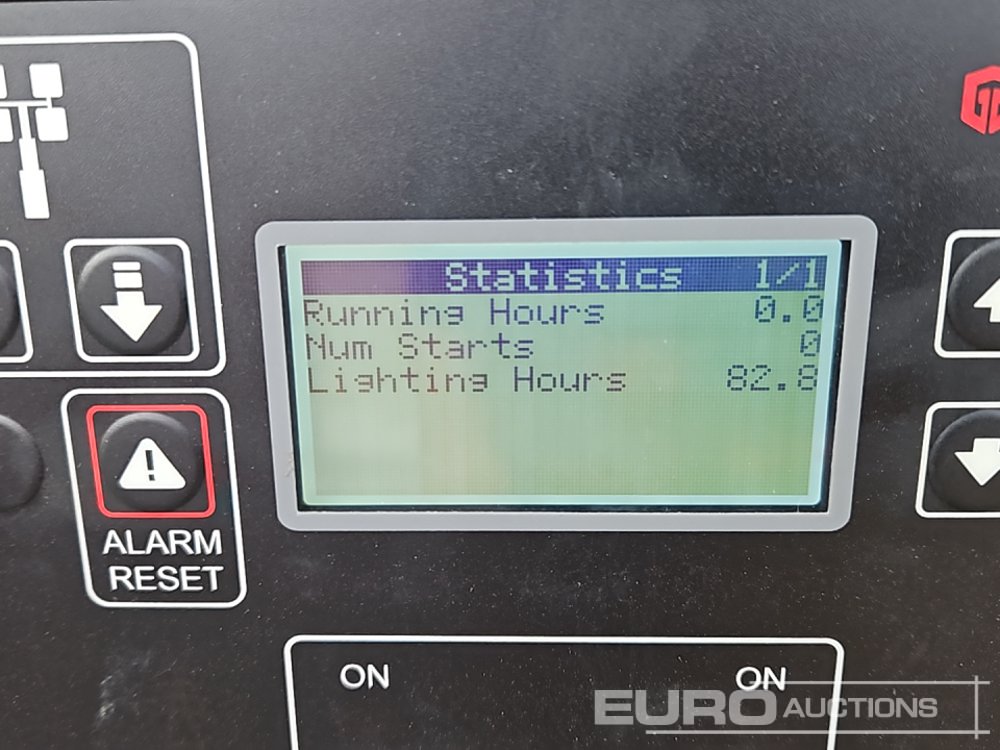 Statistics 1/1
Running Hours 0.0
Num Starts 0
Lighting Hours 82.8
ALARM
RESET
ON ON
EURO AUCTIONS